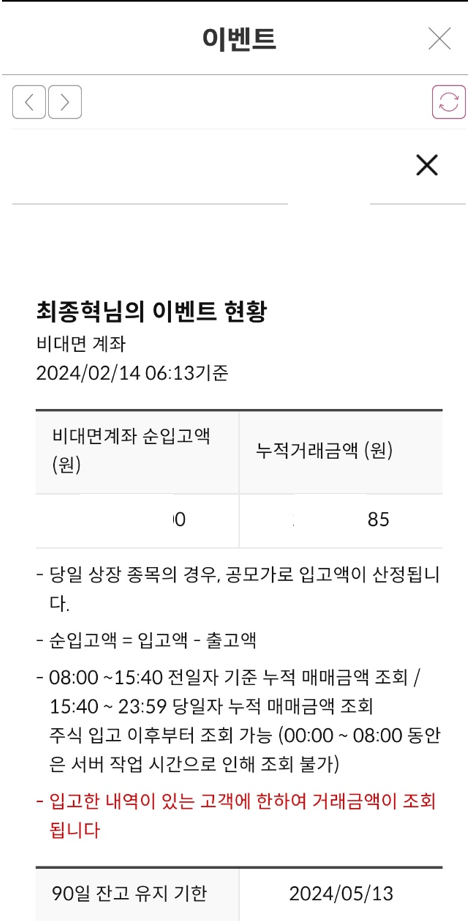 이벤트
최종혁님의 이벤트 현황
비대면 계좌
2024/02/14 06:13기준
비대면계좌 순입고액
(원)
누적거래금액 (원)
85
- 당일 상장 종목의 경우, 공모가로 입고액이 산정됩니
다.
- 순입고액 = 입고액 - 출고액
- 08:00 ~15:40 전일자 기준 누적 매매금액 조회 /
15:40 ~ 23:59 당일자 누적 매매금액 조회
주식 입고 이후부터 조회 가능 (00:00 ~ 08:00 동안
은 서버 작업 시간으로 인해 조회 불가)
- 입고한 내역이 있는 고객에 한하여 거래금액이 조회
됩니다
90일 잔고 유지 기한
2024/05/13